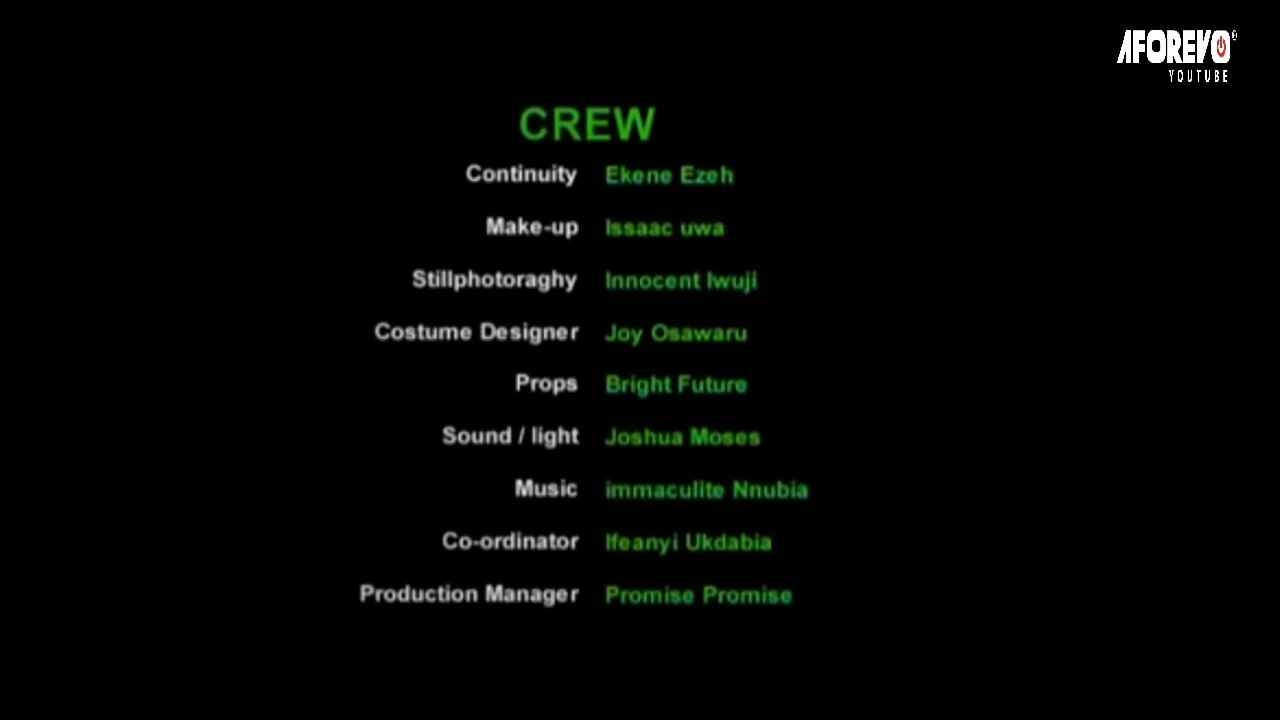 AFOREVO
YOUTUBE
CREW
Continuity Ekene Ezeh
Make-up Issaac uwa
Stillphotoraghy Innocent Iwuji
Costume Designer Joy Osawaru
Props Bright Future
Sound / light Joshua Moses
Music immaculite Nnubia
Co-ordinator Ifeanyi Ukdabia
Production Manager Promise Promise